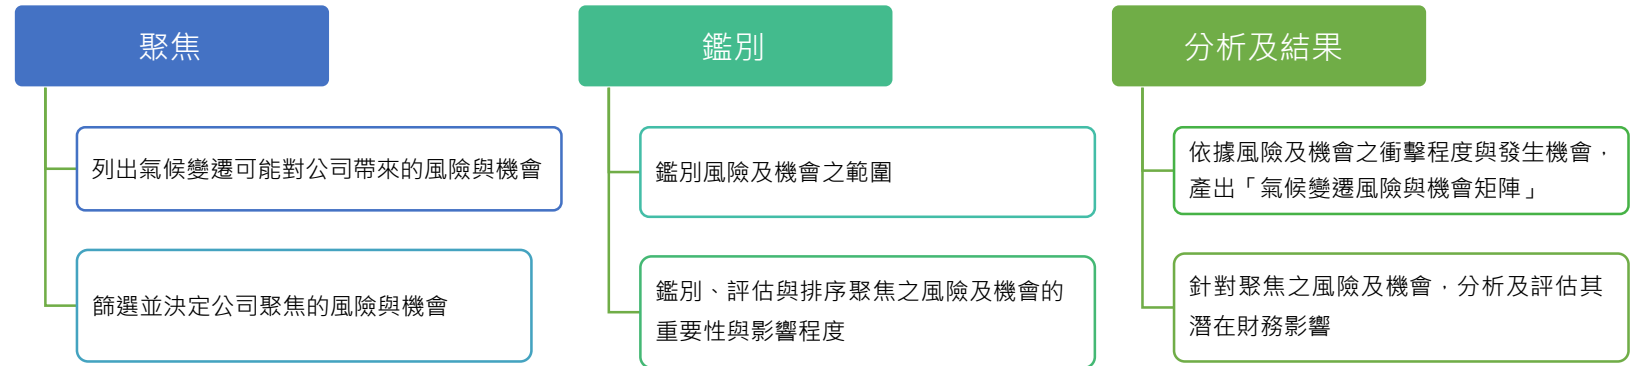 聚焦
列出氣候變遷可能對公司帶來的風險與機會
篩選並決定公司聚焦的風險與機會
鑑別
鑑別風險及機會之範圍
鑑別、評估與排序聚焦之風險及機會的
重要性與影響程度
分析及結果
依據風險及機會之衝擊程度與發生機會，
產出「氣候變遷風險與機會矩陣」
針對聚焦之風險及機會，分析及評估其
潛在財務影響